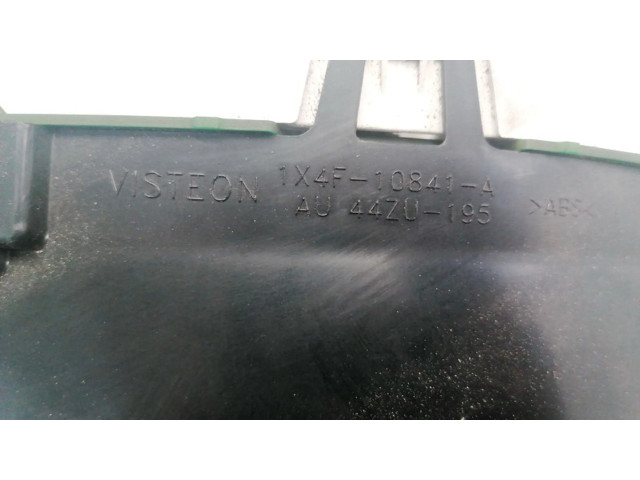 VISTEON 1X4F-10841-A
AU 44ZU-195 >ABS<